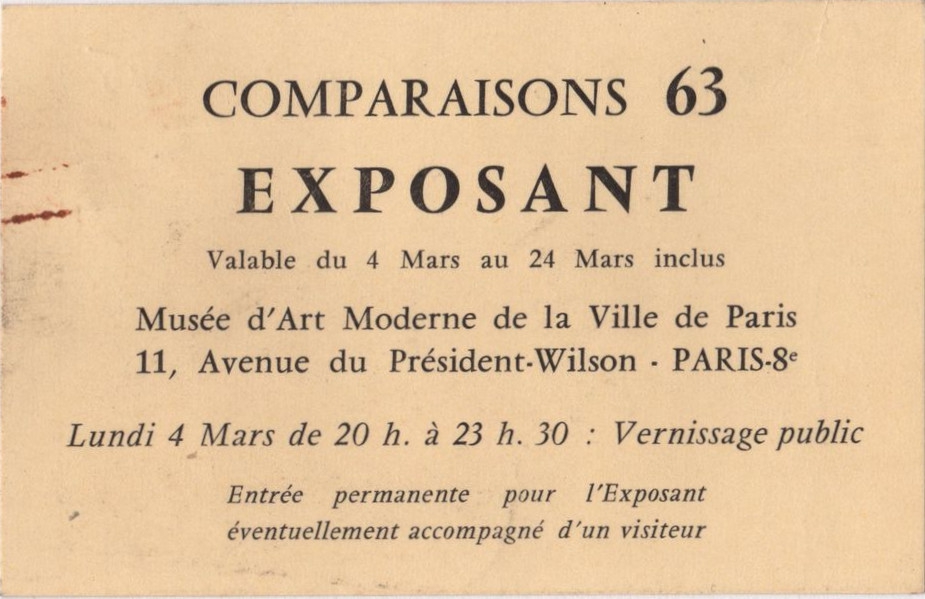 COMPARAISONS 63
EXPOSANT
Valable du 4 Mars au 24 Mars inclus
Musée d'Art Moderne de la Ville de Paris
11, Avenue du Président-Wilson - PARIS-8e
Lundi 4 Mars de 20 h. à 23 h. 30 : Vernissage public
Entrée permanente pour l'Exposant
éventuellement accompagné d'un visiteur